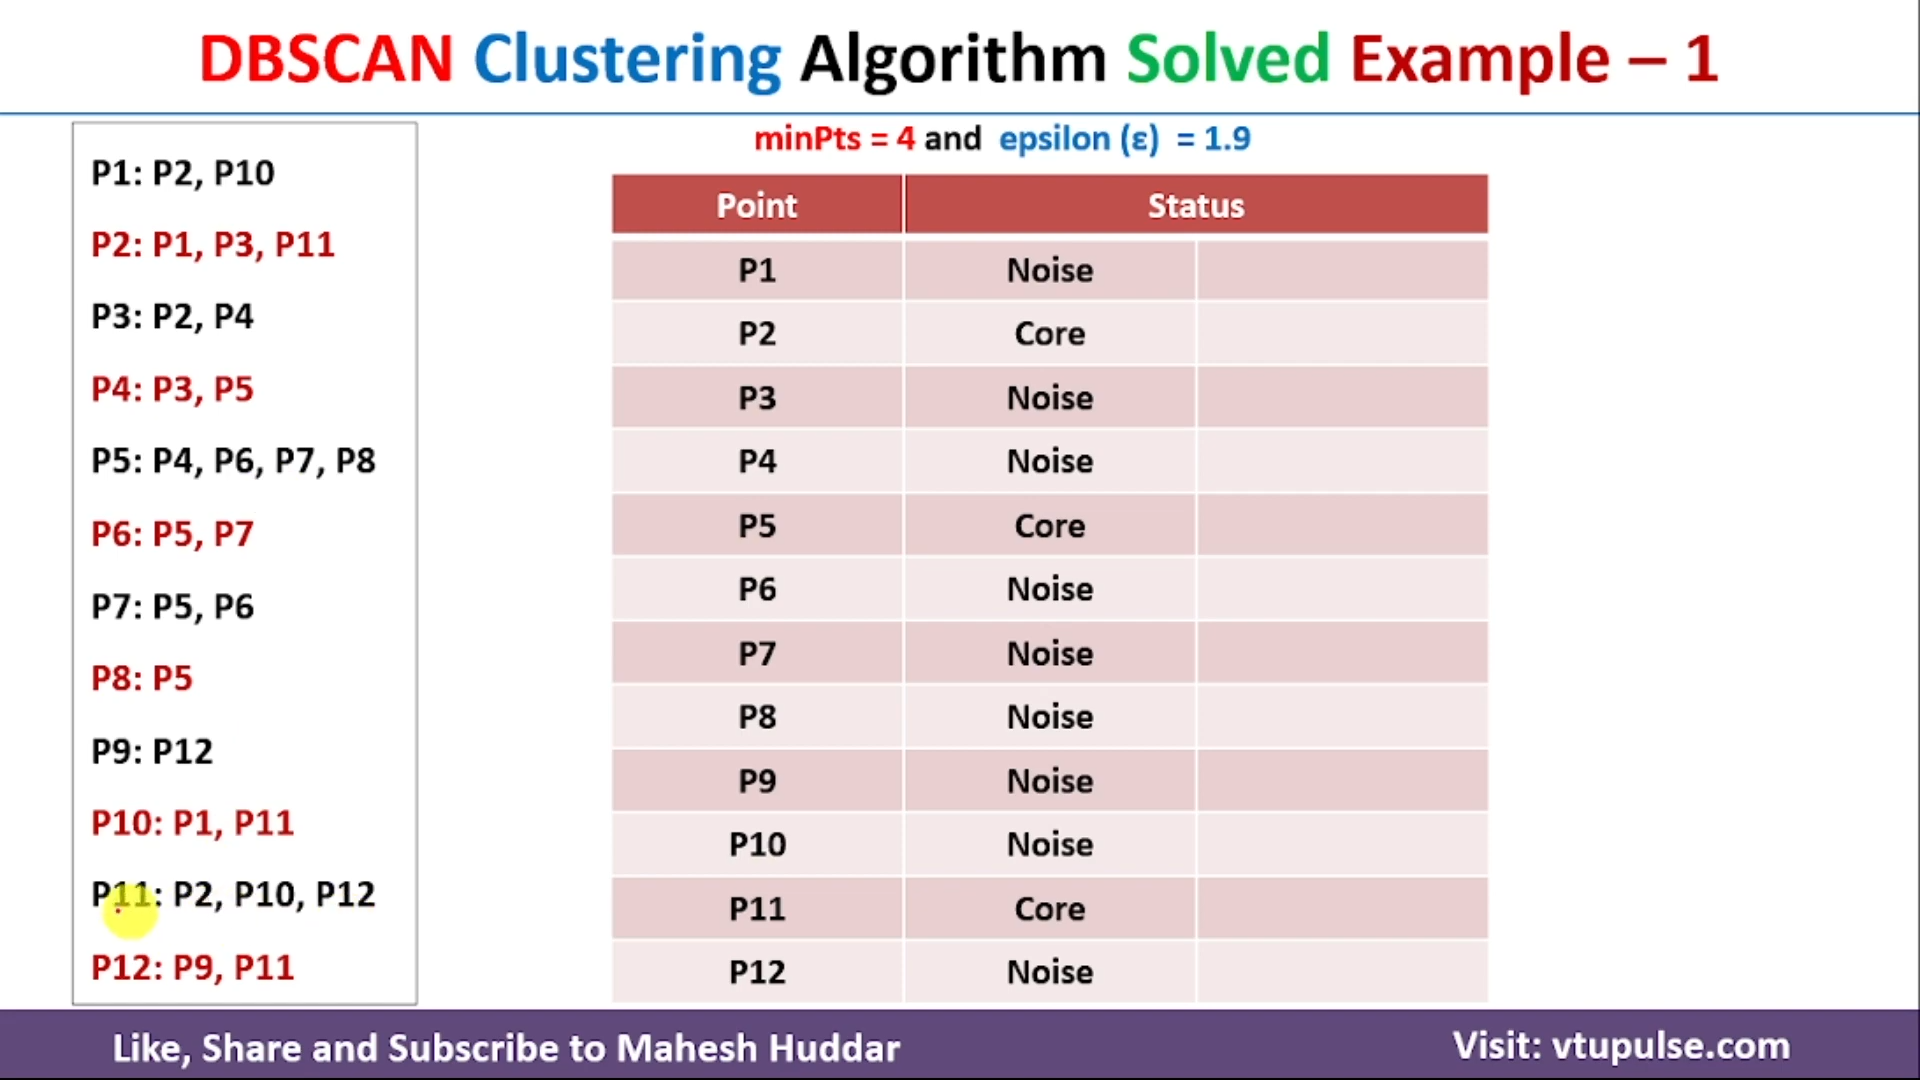 DBSCAN Clustering Algorithm Solved Example – 1
minPts = 4 and epsilon (ε) = 1.9
P1: P2, P10
P2: P1, P3, P11
P3: P2, P4
P4: P3, P5
P5: P4, P6, P7, P8
P6: P5, P7
P7: P5, P6
P8: P5
P9: P12
P10: P1, P11
P11: P2, P10, P12
P12: P9, P11
Point Status
P1 Noise
P2 Core
P3 Noise
P4 Noise
P5 Core
P6 Noise
P7 Noise
P8 Noise
P9 Noise
P10 Noise
P11 Core
P12 Noise
Like, Share and Subscribe to Mahesh Huddar
Visit: vtupulse.com